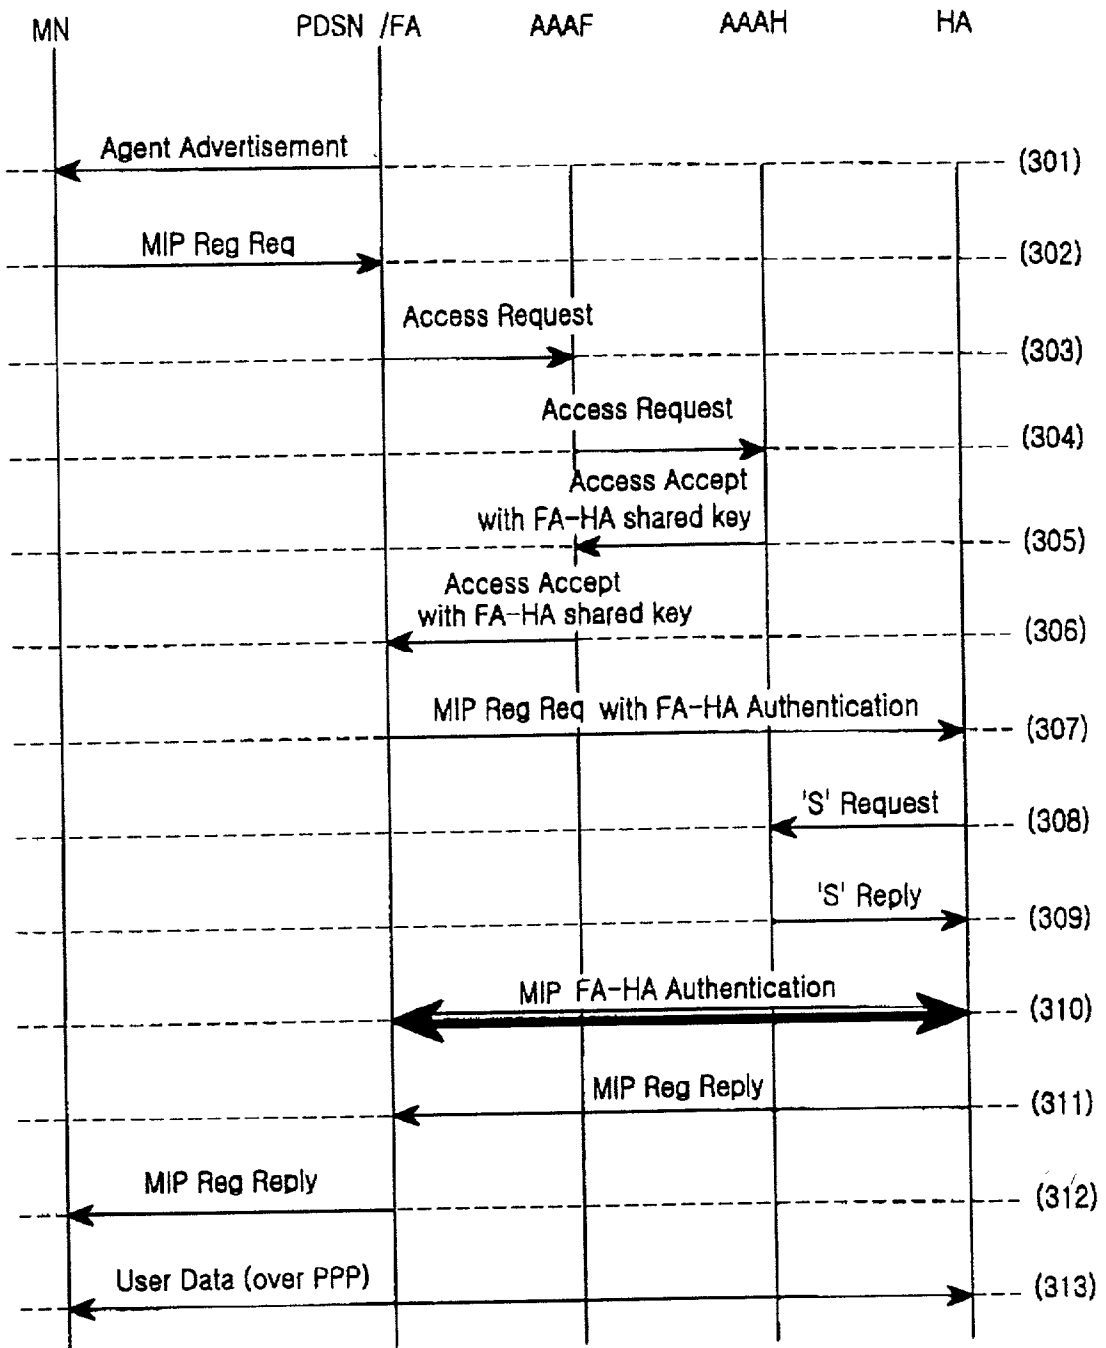 MN PDSN /FA AAAF AAAH HA
Agent Advertisement (301)
MIP Reg Req (302)
Access Request (303)
Access Request (304)
Access Accept
with FA-HA shared key (305)
Access Accept
with FA-HA shared key (306)
MIP Reg Req with FA-HA Authentication (307)
'S' Request (308)
'S' Reply (309)
MIP FA-HA Authentication (310)
MIP Reg Reply (311)
MIP Reg Reply (312)
User Data (over PPP) (313)